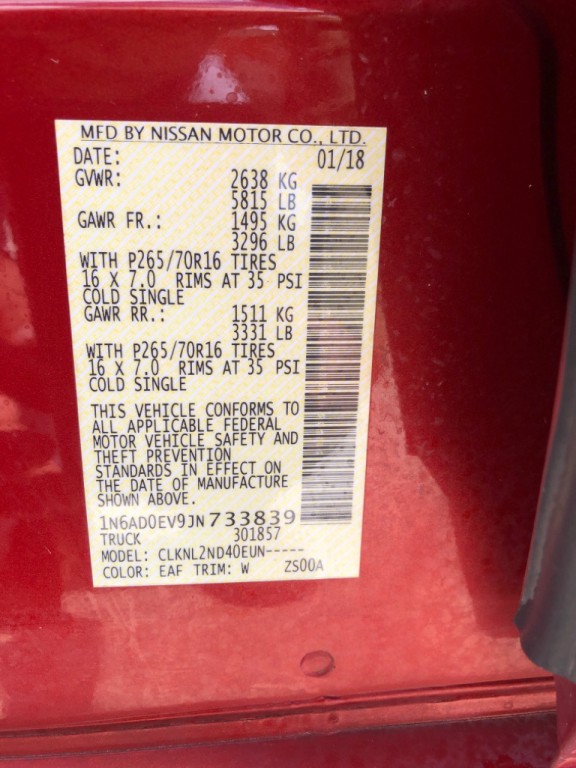 MFD BY NISSAN MOTOR CO., LTD.
DATE: 01/18
GVWR: 2638 KG
5815 LB
GAWR FR.: 1495 KG
3296 LB
WITH P265/70R16 TIRES
16 X 7.0 RIMS AT 35 PSI
COLD SINGLE
GAWR RR.: 1511 KG
3331 LB
WITH P265/70R16 TIRES
16 X 7.0 RIMS AT 35 PSI
COLD SINGLE
THIS VEHICLE CONFORMS TO
ALL APPLICABLE FEDERAL
MOTOR VEHICLE SAFETY AND
THEFT PREVENTION
STANDARDS IN EFFECT ON
THE DATE OF MANUFACTURE
SHOWN ABOVE.
1N6AD0EV9JN733839
TRUCK 301857
MODEL: CLKNL2ND40EUN-----
COLOR: EAF TRIM: W ZS00A